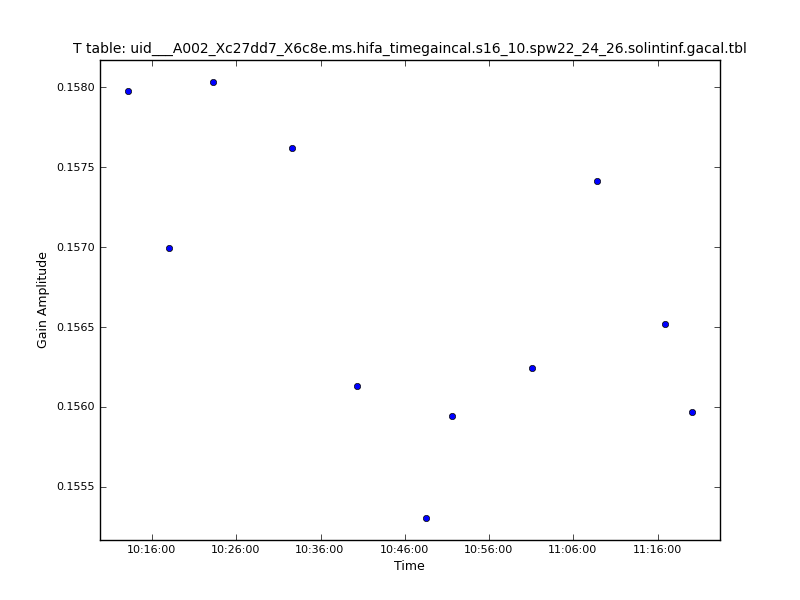 T table: uid___A002_Xc27dd7_X6c8e.ms.hifa_timegaincal.s16_10.spw22_24_26.solintinf.gacal.tbl
0.1580
0.1575
0.1570
0.1565
0.1560
0.1555
Gain Amplitude
10:16:00 10:26:00 10:36:00 10:46:00 10:56:00 11:06:00 11:16:00
Time